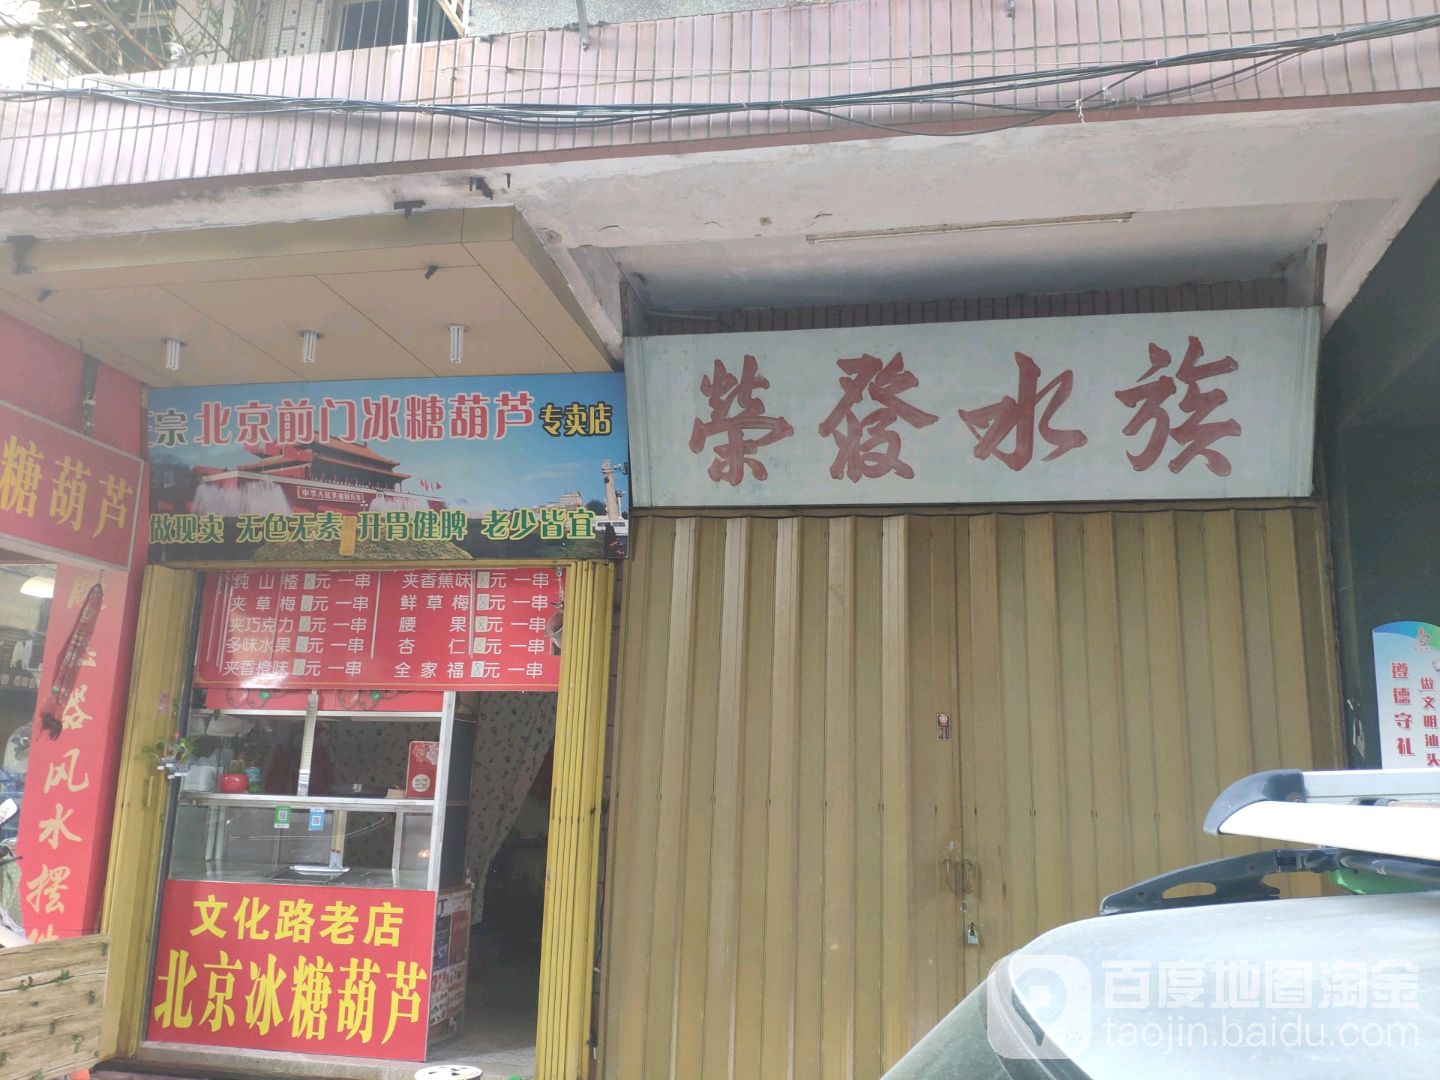 宗 北京前门冰糖葫芦 专卖店
做现卖 无色无素 开胃健脾 老少皆宜
糖葫芦
纯山楂 元一串 夹香蕉味 8元一串
夹草梅 元一串 鲜草梅 8元一串
夹巧克力 元一串 腰果 8元一串
多味水果 元一串 杏仁 8元一串
夹香橙味 元一串 全家福 8元一串
器风水摆
文化路老店
北京冰糖葫芦
榮發水族
遵德守礼
做文明汕头
百度地图淘金
taojin.baidu.com